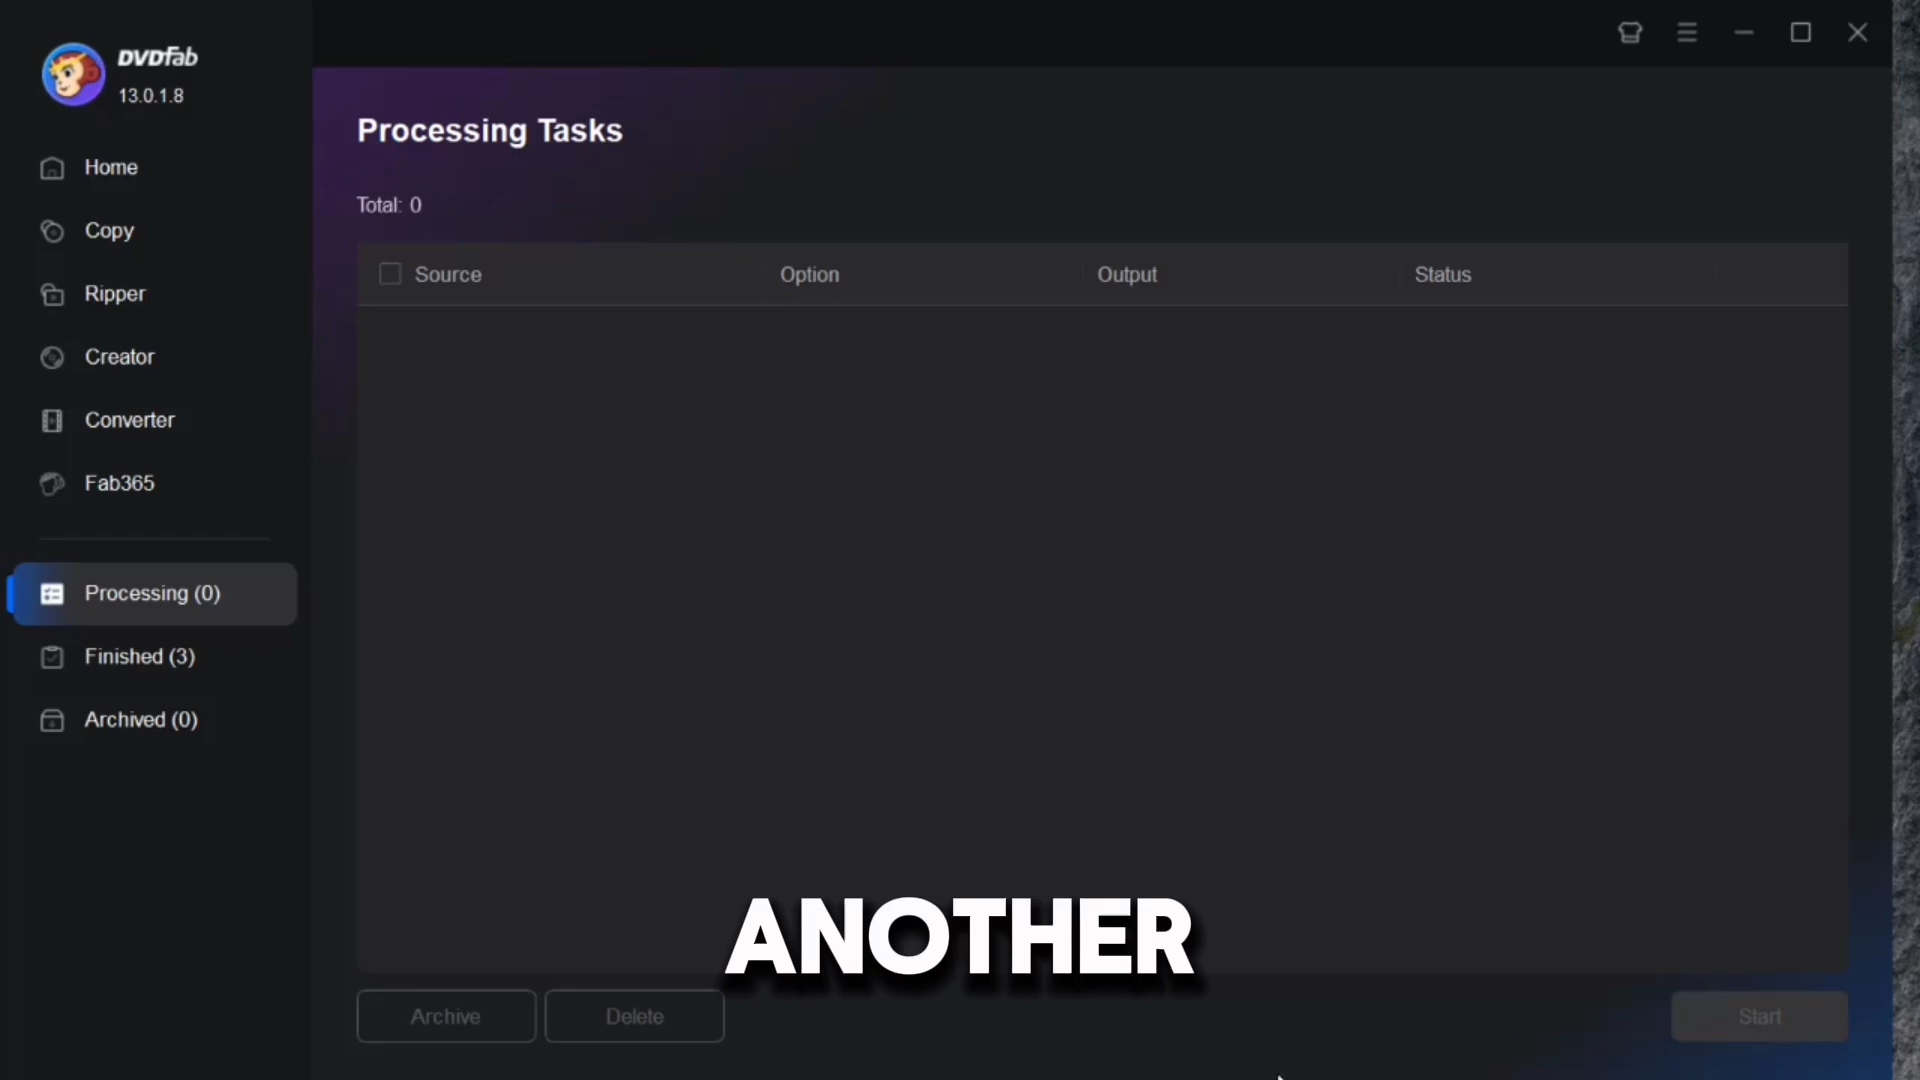 DVDFab
13.0.1.8
Home
Copy
Ripper
Creator
Converter
Fab365
Processing (0)
Finished (3)
Archived (0)
Processing Tasks
Total: 0
Source Option Output Status
ANOTHER
Archive Delete Start